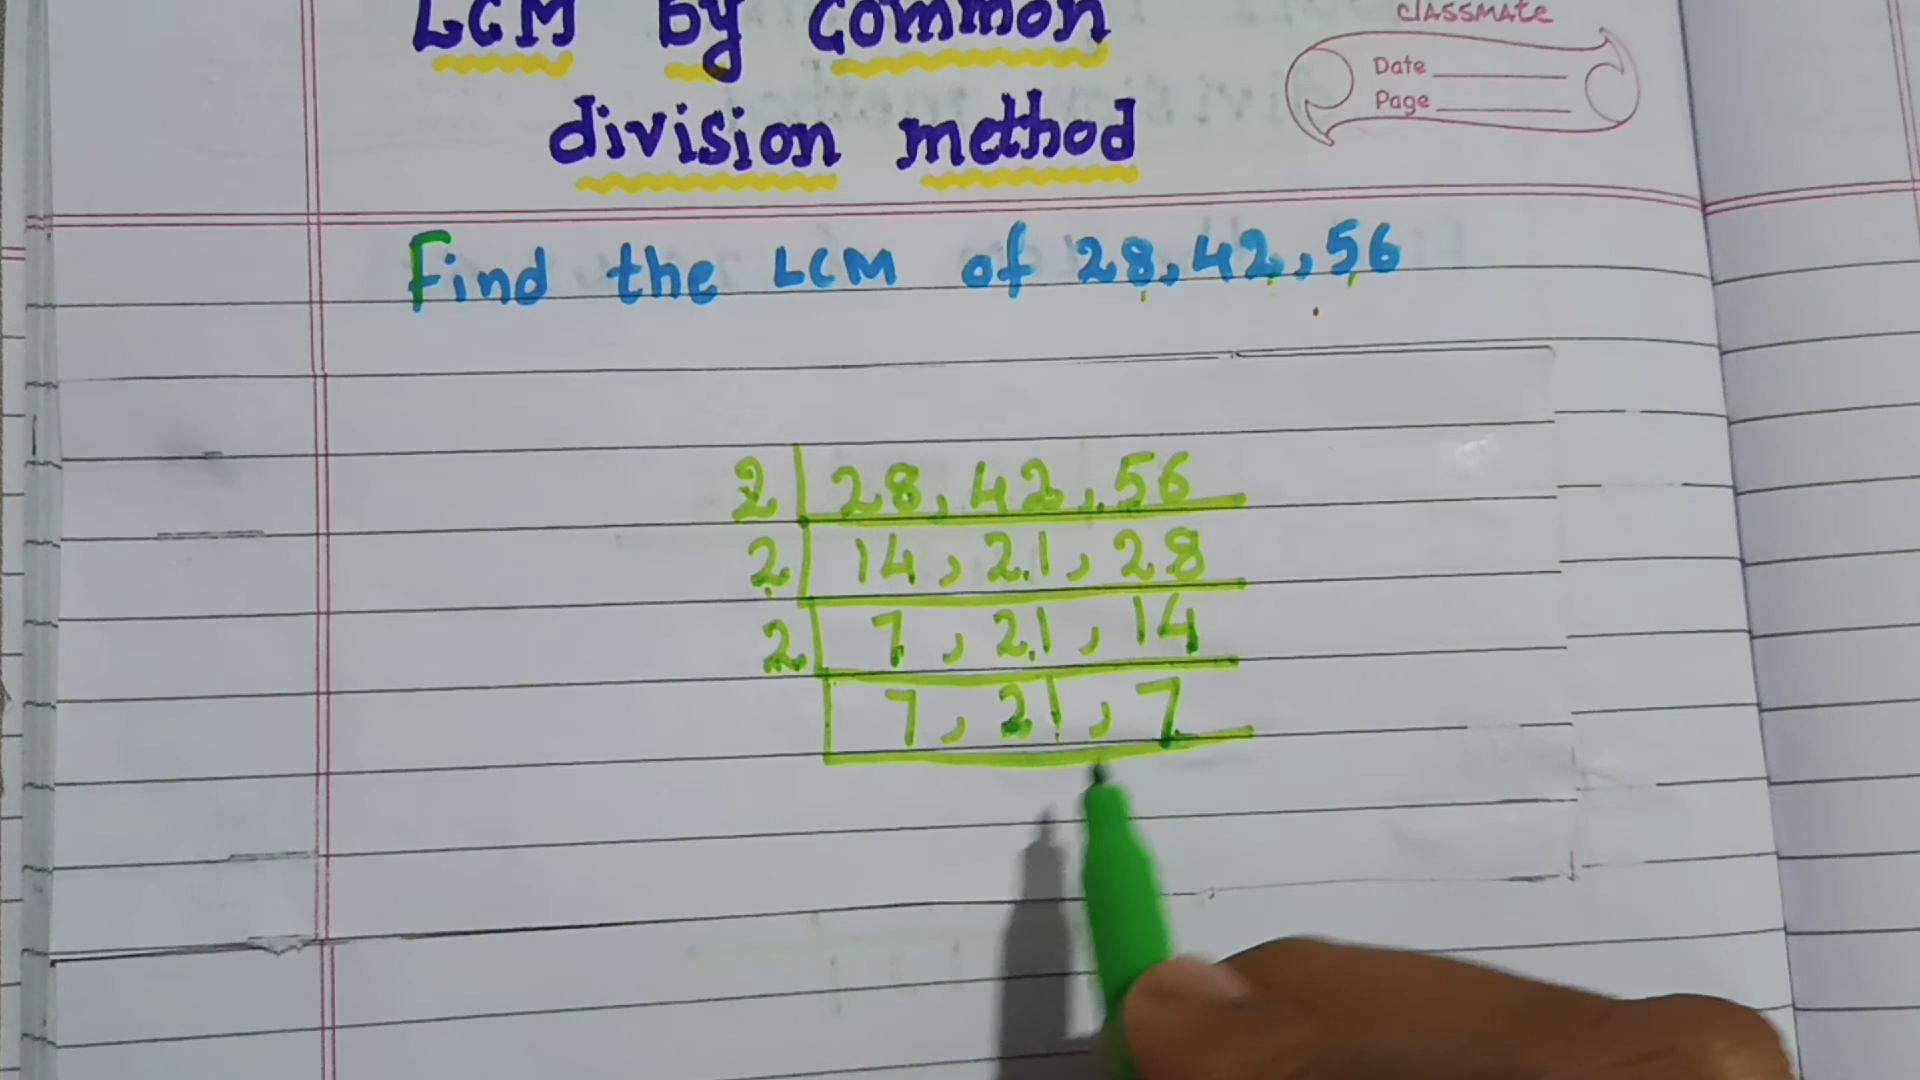 LCM by common
classmate
Date
Page
division method
Find the LCM of 28, 42, 56
2 28, 42, 56
2 14, 21, 28
2 7, 21, 14
7, 21, 7